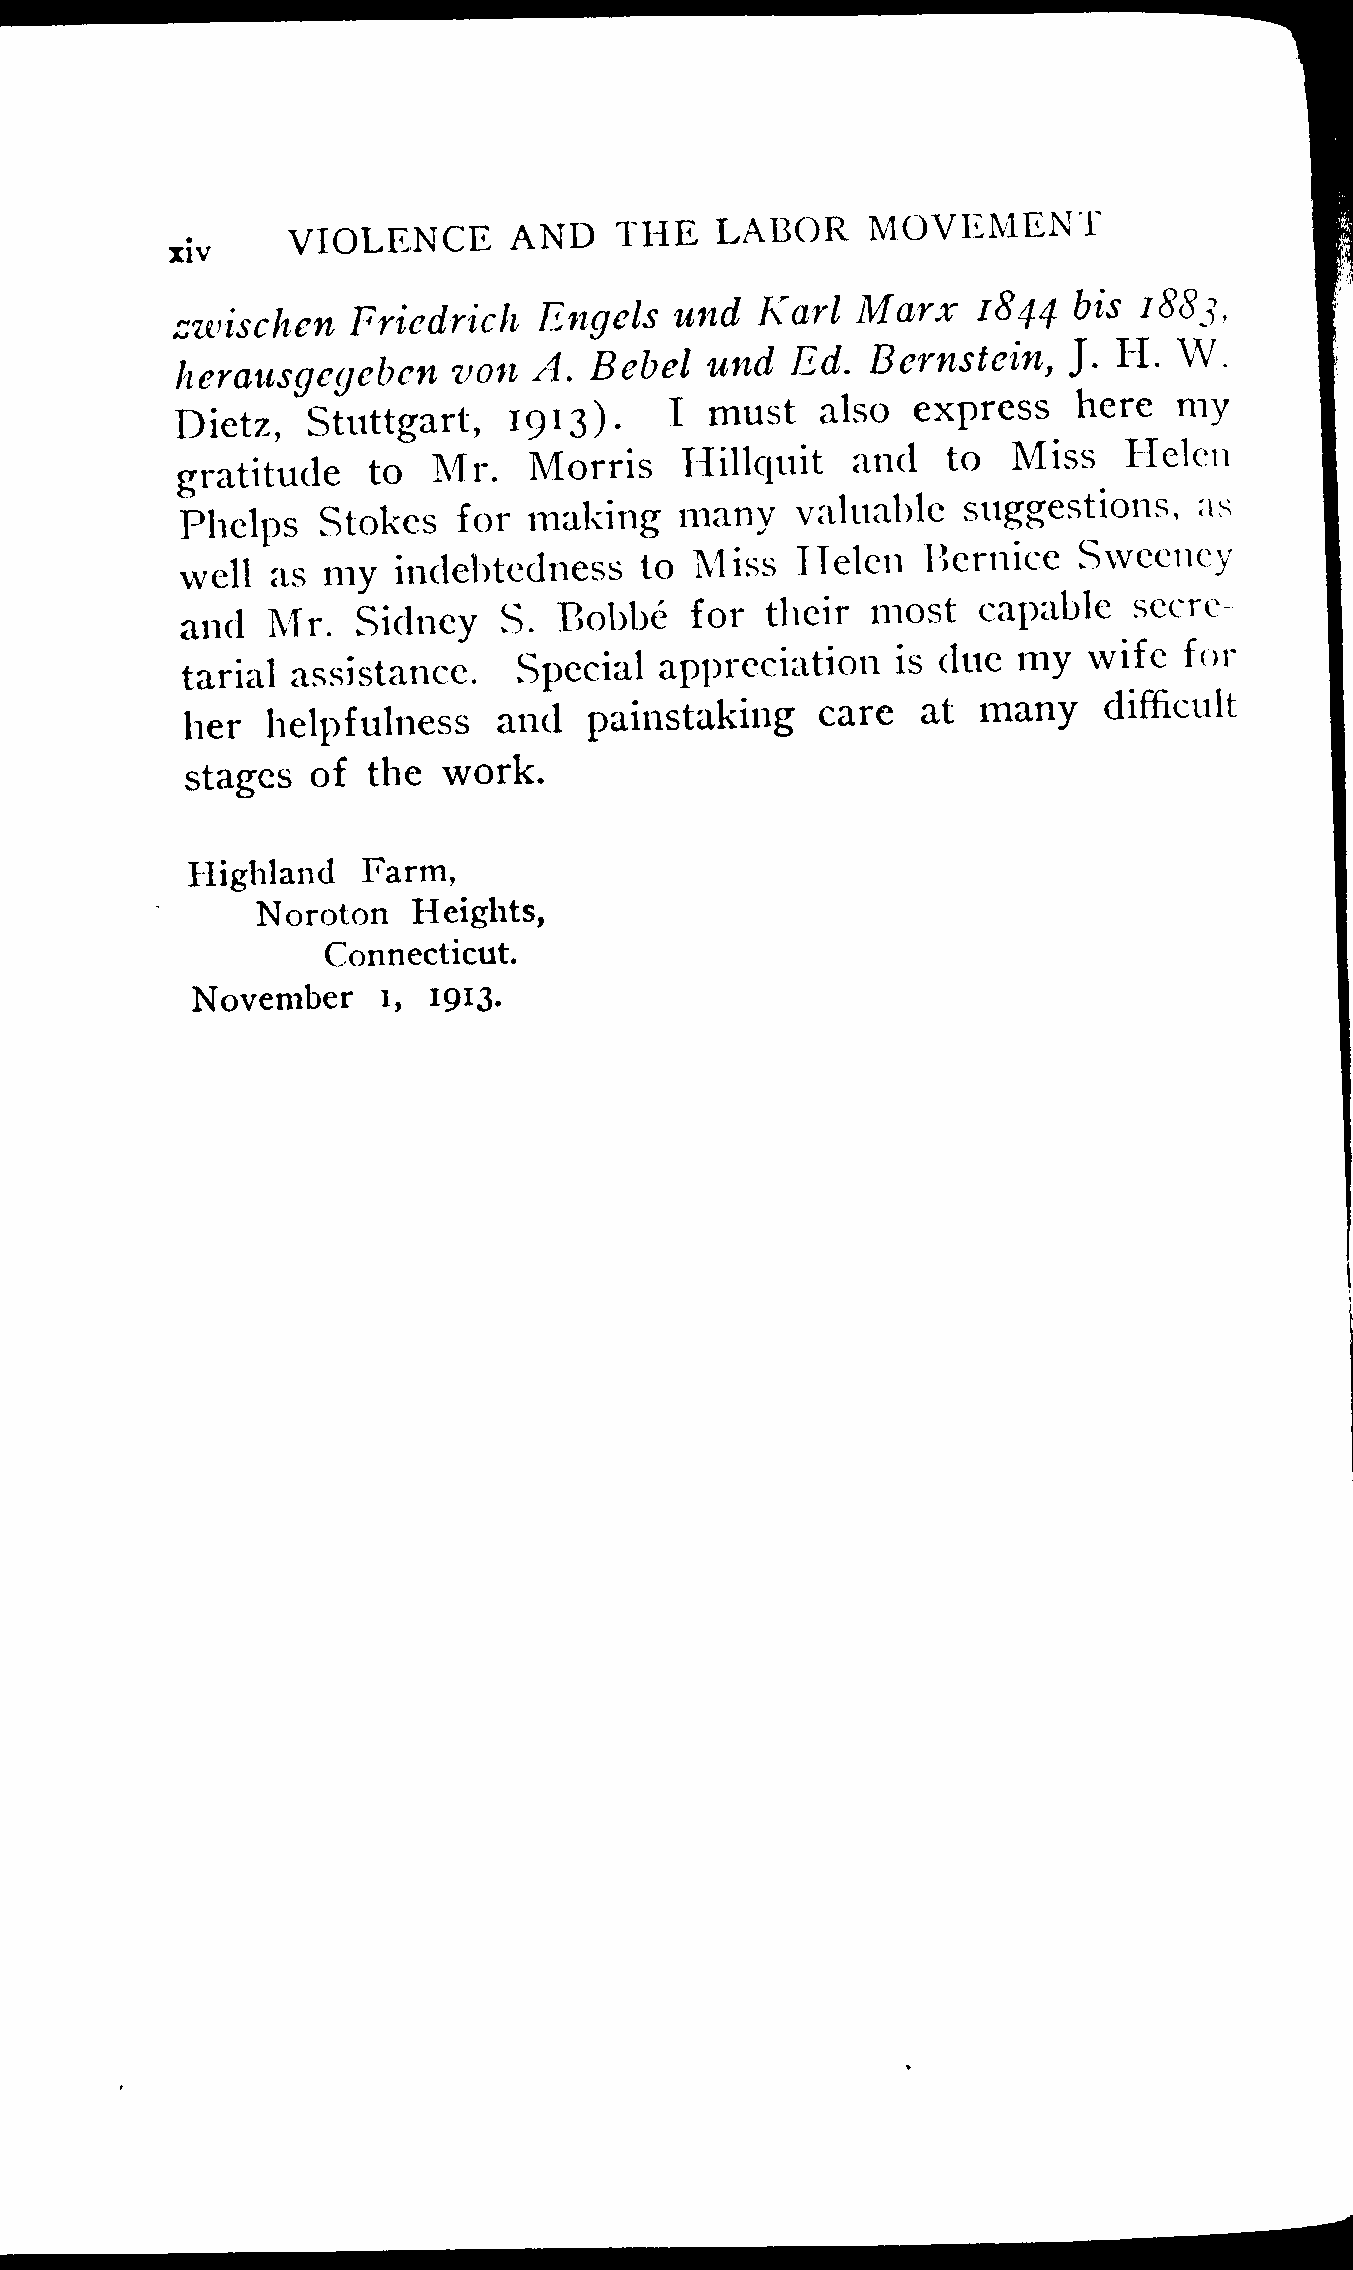 xiv VIOLENCE AND THE LABOR MOVEMENT
zwischen Friedrich Engels und Karl Marx 1844 bis 1883,
herausgegeben von A. Bebel und Ed. Bernstein, J. H. W.
Dietz, Stuttgart, 1913). I must also express here my
gratitude to Mr. Morris Hillquit and to Miss Helen
Phelps Stokes for making many valuable suggestions, as
well as my indebtedness to Miss Helen Bernice Sweeney
and Mr. Sidney S. Bobbé for their most capable secre-
tarial assistance. Special appreciation is due my wife for
her helpfulness and painstaking care at many difficult
stages of the work.
Highland Farm,
Noroton Heights,
Connecticut.
November 1, 1913.